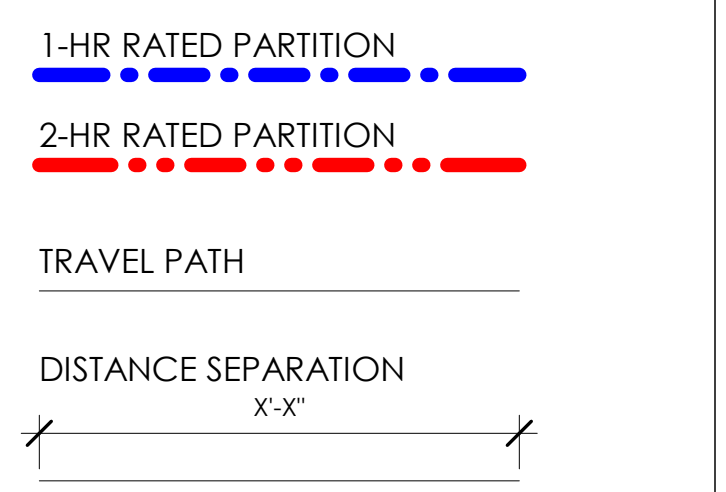 1-HR RATED PARTITION
2-HR RATED PARTITION
TRAVEL PATH
DISTANCE SEPARATION
X'-X"